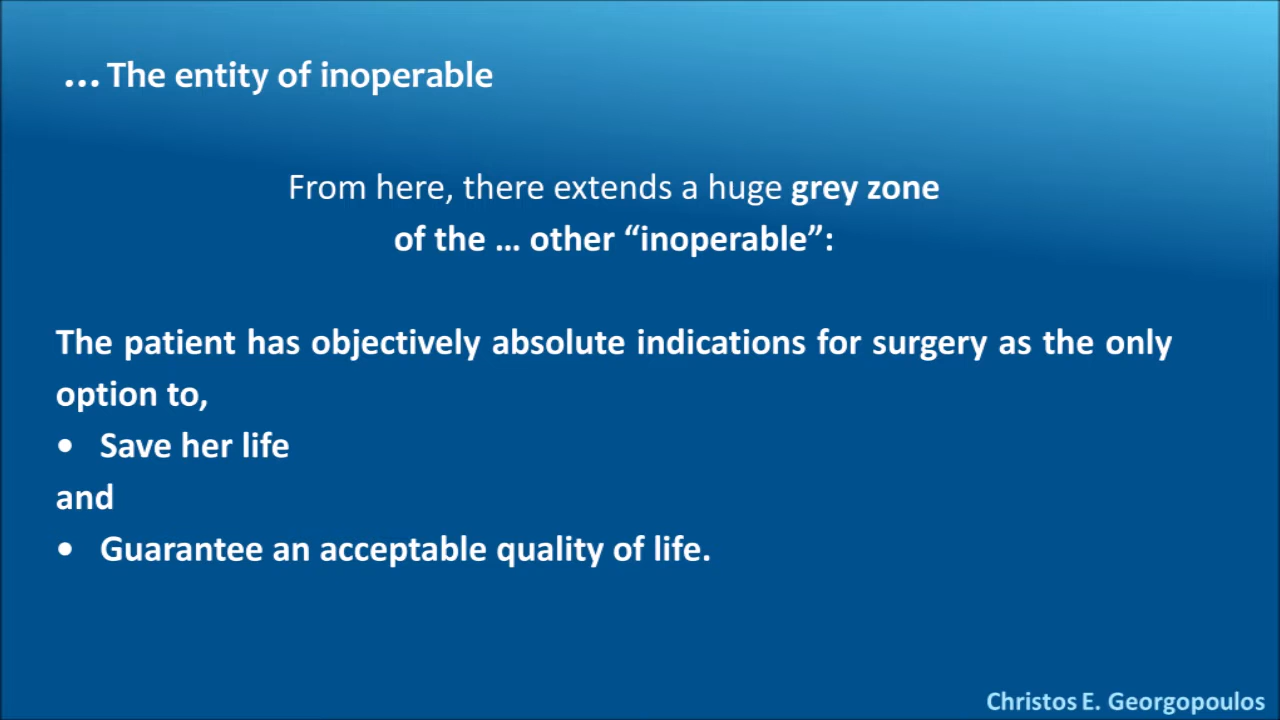 ... The entity of inoperable
From here, there extends a huge grey zone
of the ... other “inoperable”:
The patient has objectively absolute indications for surgery as the only
option to,
• Save her life
and
• Guarantee an acceptable quality of life.
Christos E. Georgopoulos